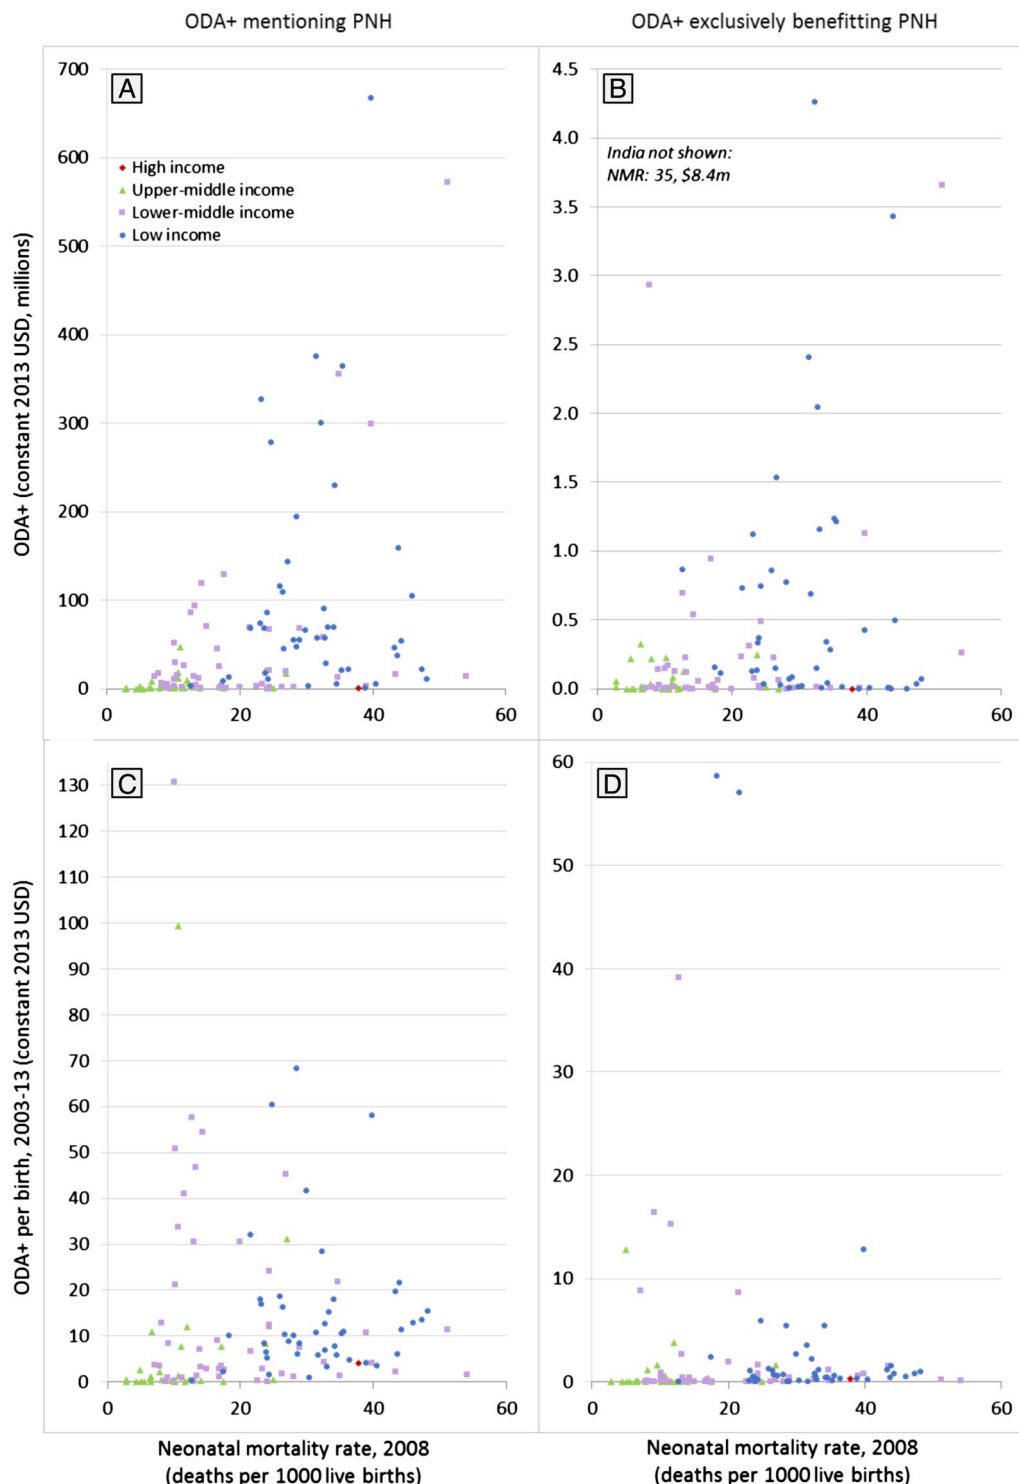 ODA+ mentioning PNH
ODA+ exclusively benefitting PNH
ODA+ (constant 2013 USD, millions)
A
700
600
500
400
300
200
100
0
High income
Upper-middle income
Lower-middle income
Low income
0 20 40 60
B
4.5
4.0
3.5
3.0
2.5
2.0
1.5
1.0
0.5
0.0
India not shown:
NMR: 35, $8.4m
0 20 40 60
ODA+ per birth, 2003-13 (constant 2013 USD)
C
130
120
110
100
90
80
70
60
50
40
30
20
10
0
0 20 40 60
Neonatal mortality rate, 2008
(deaths per 1000 live births)
D
60
50
40
30
20
10
0
0 20 40 60
Neonatal mortality rate, 2008
(deaths per 1000 live births)